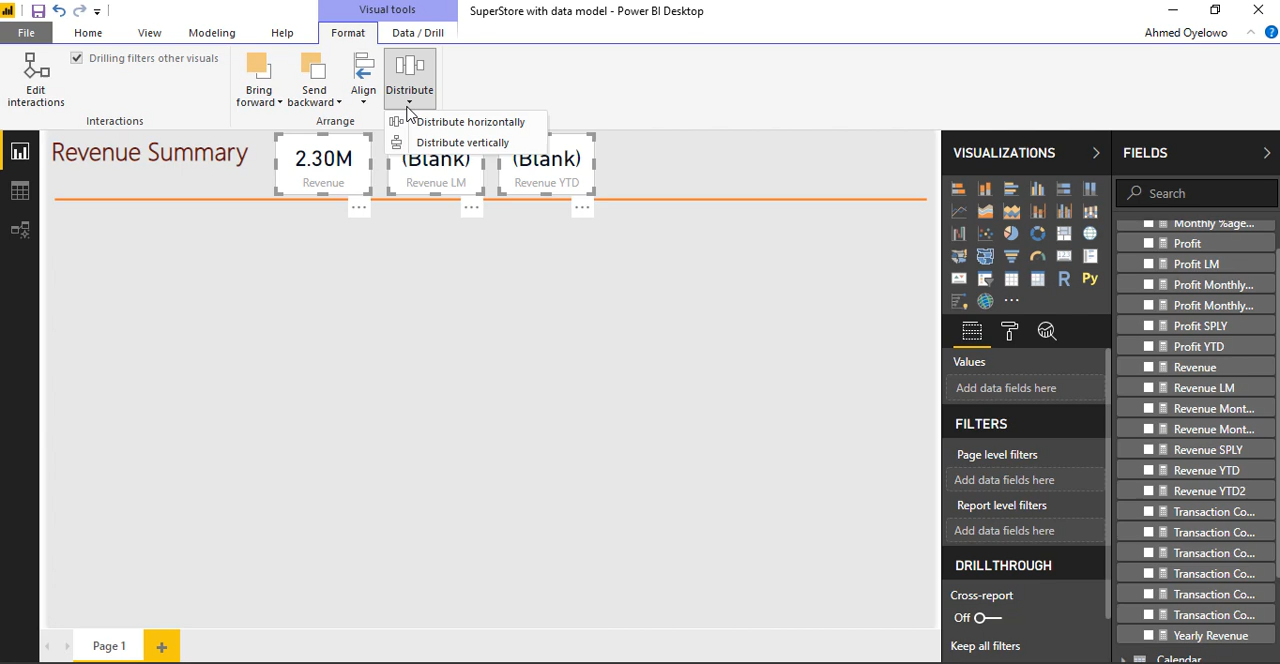 Visual tools
SuperStore with data model - Power BI Desktop
File
Home
View
Modeling
Help
Format
Data / Drill
Ahmed Oyelowo
?
Edit
interactions
Drilling filters other visuals
Interactions
Bring
forward
Send
backward
Align
Distribute
Arrange
Distribute horizontally
Distribute vertically
Revenue Summary
2.30M
Revenue
(Blank)
Revenue LM
(Blank)
Revenue YTD
VISUALIZATIONS
R
Py
Values
Add data fields here
FILTERS
Page level filters
Add data fields here
Report level filters
Add data fields here
DRILLTHROUGH
Cross-report
Off
Keep all filters
FIELDS
Search
Monthly %age...
Profit
Profit LM
Profit Monthly...
Profit Monthly...
Profit SPLY
Profit YTD
Revenue
Revenue LM
Revenue Mont...
Revenue Mont...
Revenue SPLY
Revenue YTD
Revenue YTD2
Transaction Co...
Transaction Co...
Transaction Co...
Transaction Co...
Transaction Co...
Transaction Co...
Yearly Revenue
Calendar
Page 1